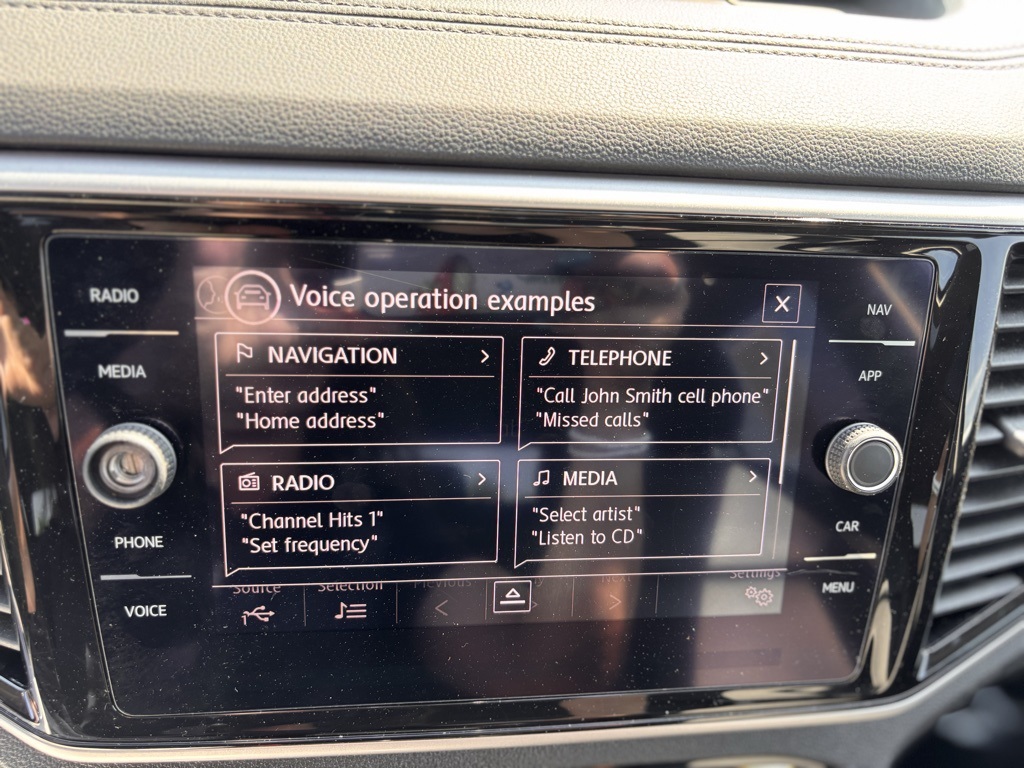 RADIO
MEDIA
PHONE
VOICE
Voice operation examples
X
NAVIGATION
"Enter address"
"Home address"
TELEPHONE
"Call John Smith cell phone"
"Missed calls"
RADIO
"Channel Hits 1"
"Set frequency"
MEDIA
"Select artist"
"Listen to CD"
Source
Selection
Previous
Next
Settings
NAV
APP
CAR
MENU